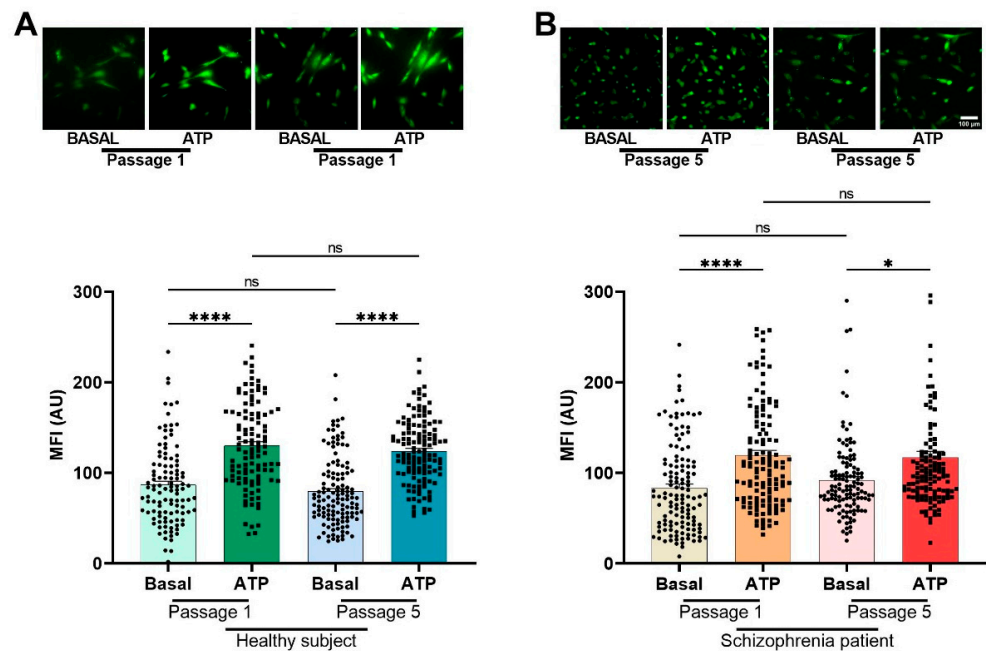 A
BASAL ATP BASAL ATP
Passage 1 Passage 1
ns
ns
**** ****
300
200
100
0
MFI (AU)
Basal ATP Basal ATP
Passage 1 Passage 5
Healthy subject
B
100 µm
BASAL ATP BASAL ATP
Passage 5 Passage 5
ns
ns
**** *
300
200
100
0
MFI (AU)
Basal ATP Basal ATP
Passage 1 Passage 5
Schizophrenia patient